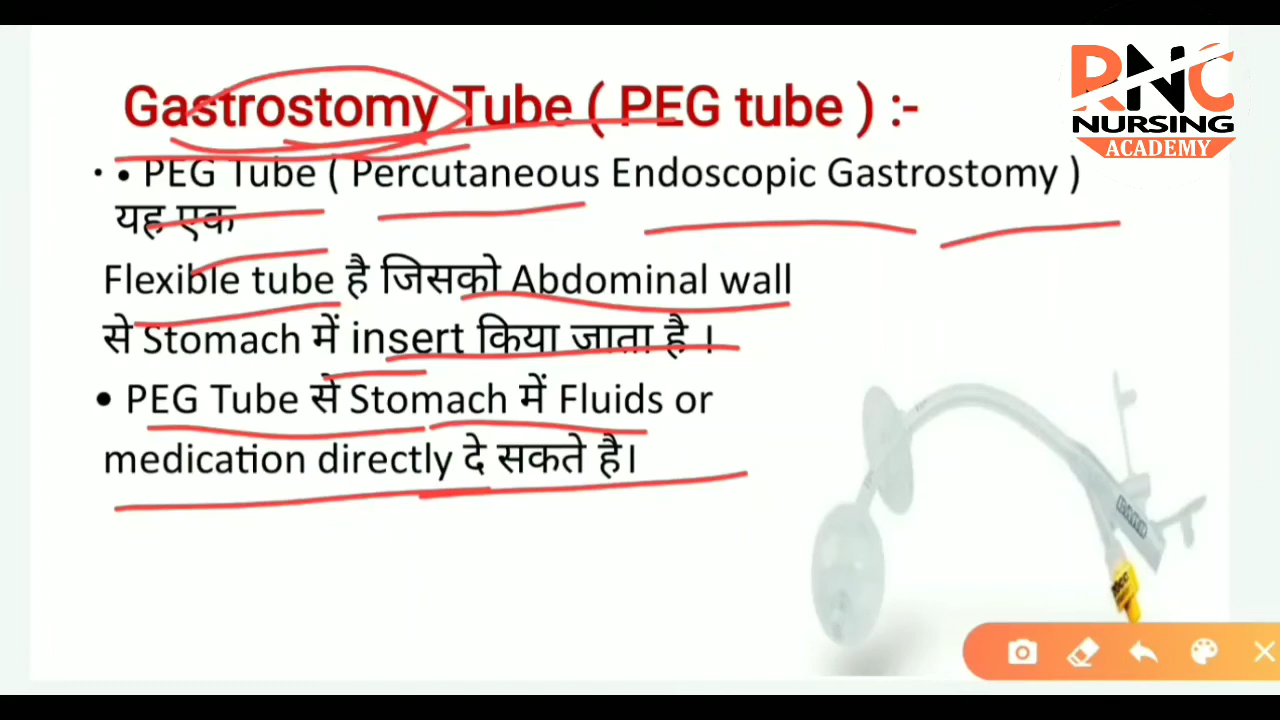 Gastrostomy Tube ( PEG tube ) :-
RNC
NURSING
ACADEMY
• • PEG Tube ( Percutaneous Endoscopic Gastrostomy )
यह एक
Flexible tube है जिसको Abdominal wall
से Stomach में insert किया जाता है ।
• PEG Tube से Stomach में Fluids or
medication directly दे सकते है।
BARD